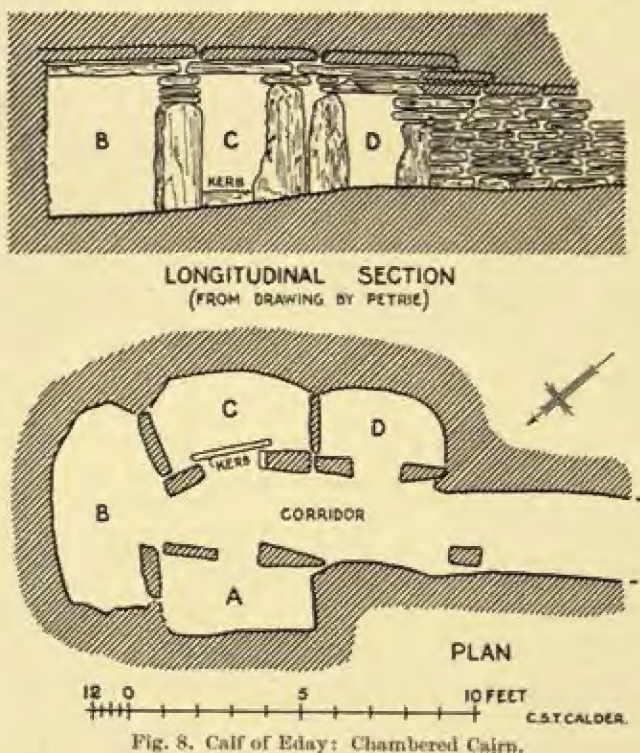 B C D
KERB
LONGITUDINAL SECTION
(FROM DRAWING BY PETRIE)
C
D
KERB
B
CORRIDOR
A
PLAN
12 0 5 10 FEET
C.S.T. CALDER.
Fig. 8. Calf of Eday: Chambered Cairn.